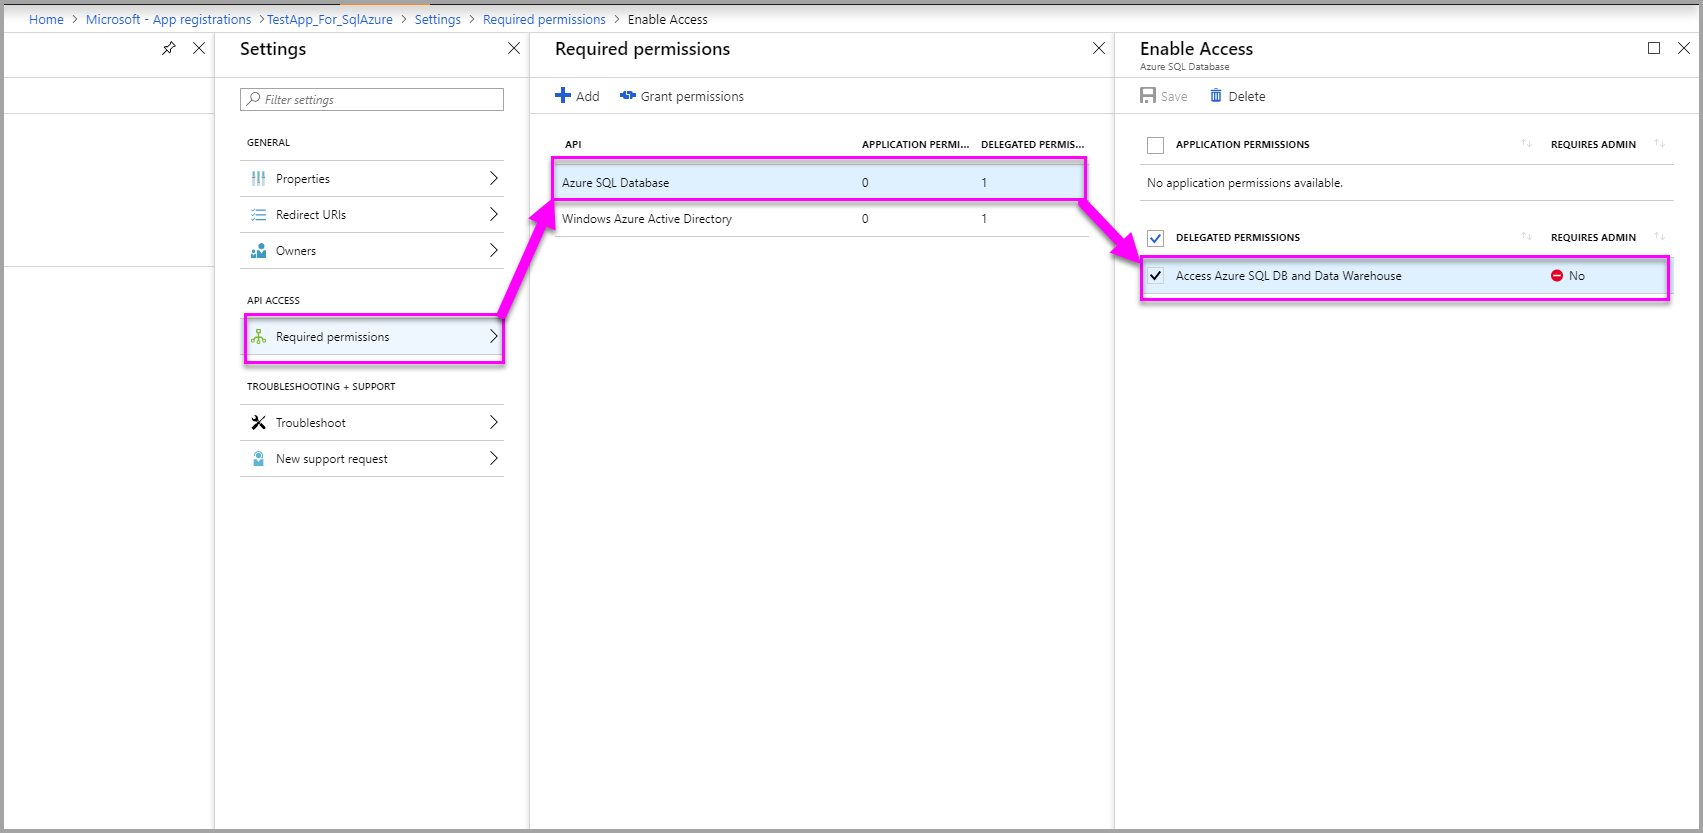 Home > Microsoft - App registrations > TestApp_For_SqlAzure > Settings > Required permissions > Enable Access
Settings
Filter settings
GENERAL
Properties
Redirect URIs
Owners
API ACCESS
Required permissions
TROUBLESHOOTING + SUPPORT
Troubleshoot
New support request
Required permissions
Add Grant permissions
API APPLICATION PERMI... DELEGATED PERMIS...
Azure SQL Database 0 1
Windows Azure Active Directory 0 1
Enable Access
Azure SQL Database
Save Delete
APPLICATION PERMISSIONS REQUIRES ADMIN
No application permissions available.
DELEGATED PERMISSIONS REQUIRES ADMIN
Access Azure SQL DB and Data Warehouse No